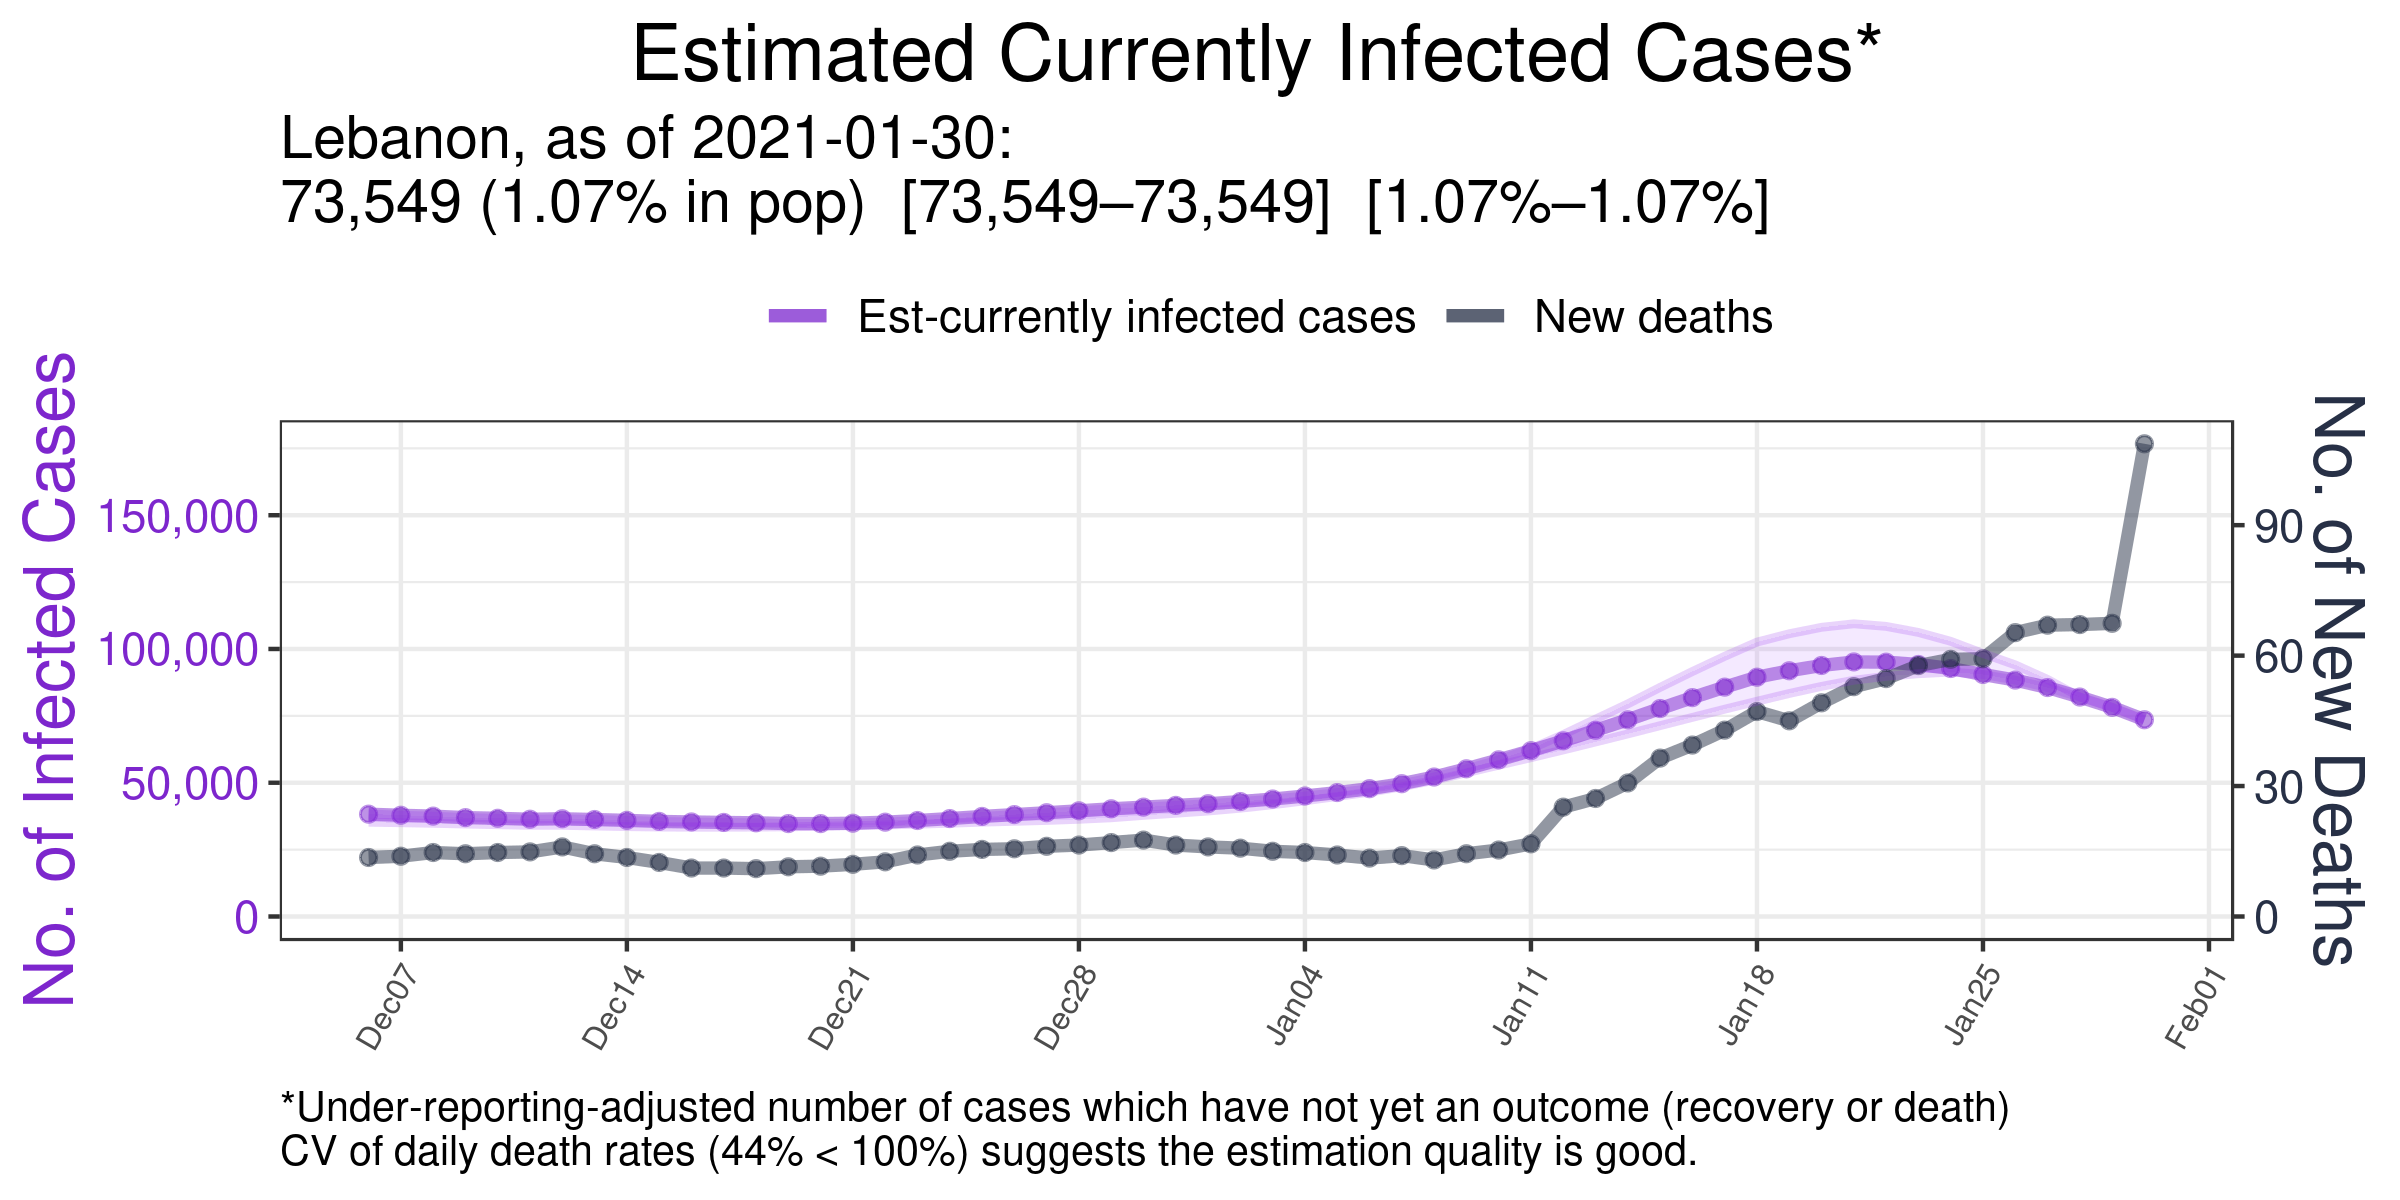 Estimated Currently Infected Cases*
Lebanon, as of 2021-01-30:
73,549 (1.07% in pop)  [73,549–73,549]  [1.07%–1.07%]
Est-currently infected cases
New deaths
No. of Infected Cases
150,000
100,000
50,000
0
90
60
30
0
No. of New Deaths
Dec07
Dec14
Dec21
Dec28
Jan04
Jan11
Jan18
Jan25
Feb01
*Under-reporting-adjusted number of cases which have not yet an outcome (recovery or death)
CV of daily death rates (44% < 100%) suggests the estimation quality is good.